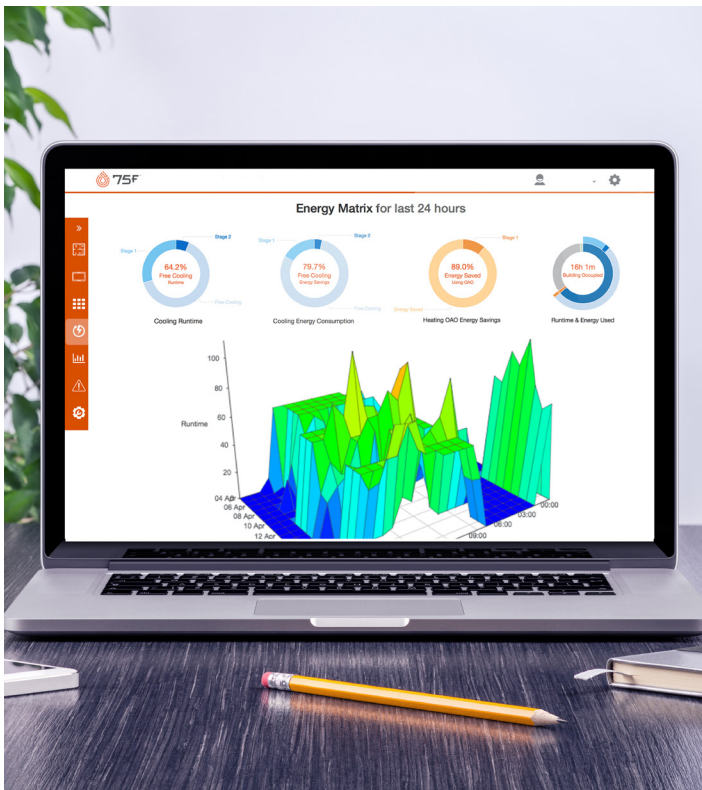 75F
Energy Matrix for last 24 hours
Stage 1
Stage 2
64.2%
Free Cooling
Runtime
Free Cooling
Cooling Runtime
Stage 1
Stage 2
79.7%
Free Cooling
Energy Savings
Free Cooling
Cooling Energy Consumption
Stage 1
89.0%
Energy Saved
Using OAO
Energy Saved
Heating OAO Energy Savings
16h 1m
Building Occupied
Runtime & Energy Used
Runtime
100
80
60
40
20
0
04 Apr
06 Apr
08 Apr
10 Apr
12 Apr
09:00
06:00
03:00
00:00